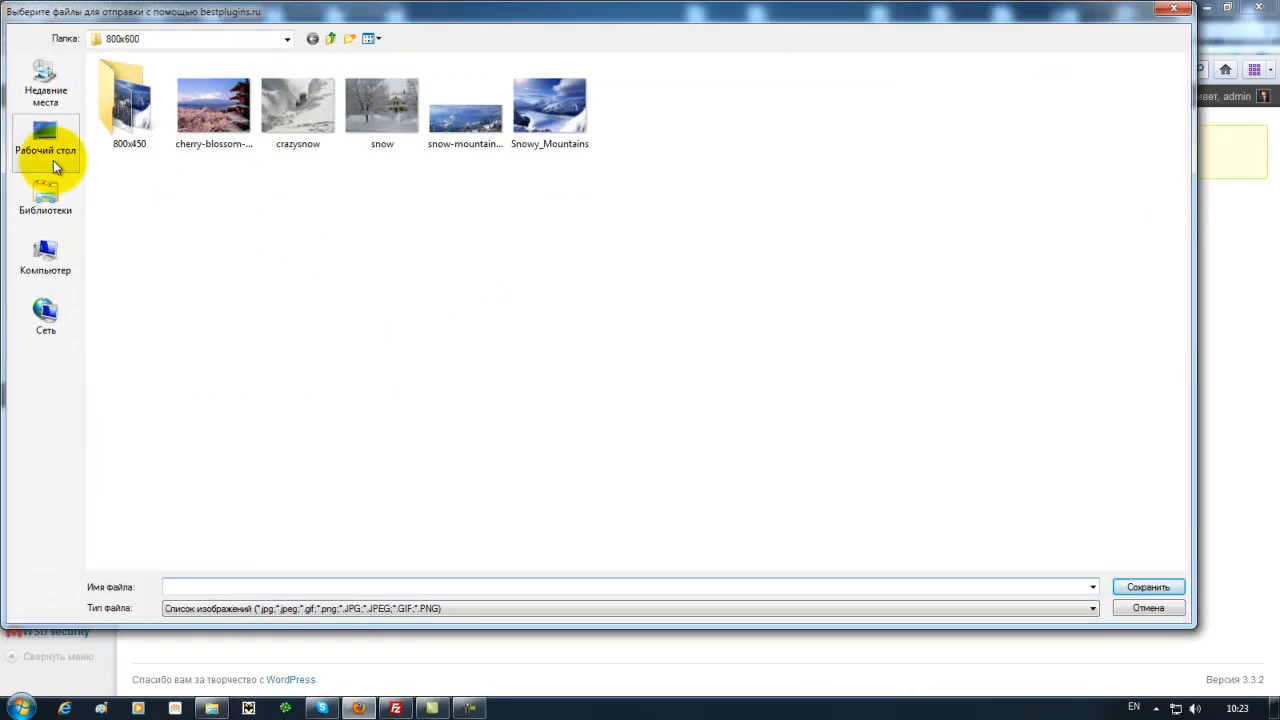 Выберите файлы для отправки с помощью bestplugins.ru
Папка: 800x600
Недавние места
Рабочий стол
Библиотеки
Компьютер
Сеть
800x450
cherry-blossom-...
crazysnow
snow
snow-mountain...
Snowy_Mountains
вет, admin
Имя файла:
Сохранить
Тип файла: Список изображений (*.jpg;*.jpeg;*.gif;*.png;*.JPG;*.JPEG;*.GIF;*.PNG)
Отмена
WSD security
Свернуть меню
Спасибо вам за творчество с WordPress.
Версия 3.3.2
EN
10:23